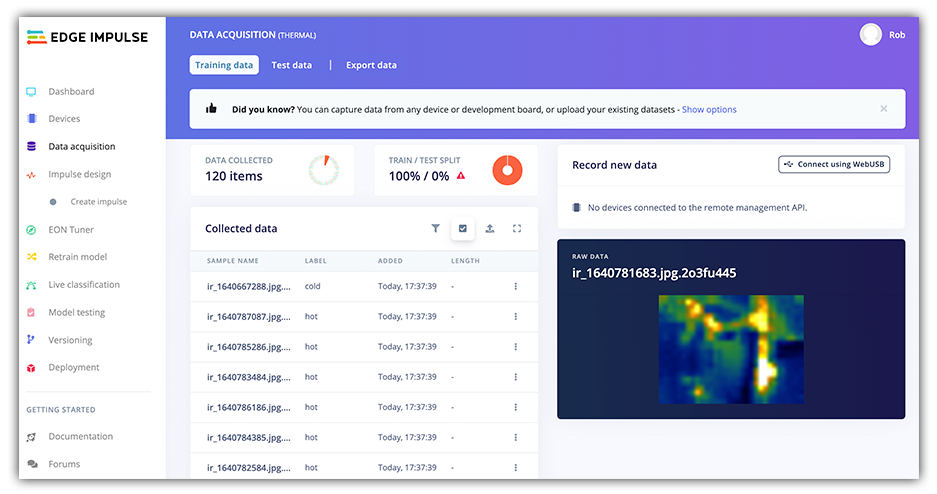 EDGE IMPULSE
Dashboard
Devices
Data acquisition
Impulse design
Create impulse
EON Tuner
Retrain model
Live classification
Model testing
Versioning
Deployment
GETTING STARTED
Documentation
Forums
DATA ACQUISITION (THERMAL)
Rob
Training data Test data | Export data
Did you know? You can capture data from any device or development board, or upload your existing datasets - Show options ×
DATA COLLECTED
120 items
TRAIN / TEST SPLIT
100% / 0%
Collected data
SAMPLE NAME LABEL ADDED LENGTH
ir_1640667288.jpg.... cold Today, 17:37:39 -
ir_1640787087.jpg.... hot Today, 17:37:39 -
ir_1640785286.jpg.... hot Today, 17:37:39 -
ir_1640783484.jpg.... hot Today, 17:37:39 -
ir_1640786186.jpg.... hot Today, 17:37:39 -
ir_1640784385.jpg.... hot Today, 17:37:39 -
ir_1640782584.jpg.... hot Today, 17:37:39 -
Record new data
Connect using WebUSB
No devices connected to the remote management API.
RAW DATA
ir_1640781683.jpg.2o3fu445